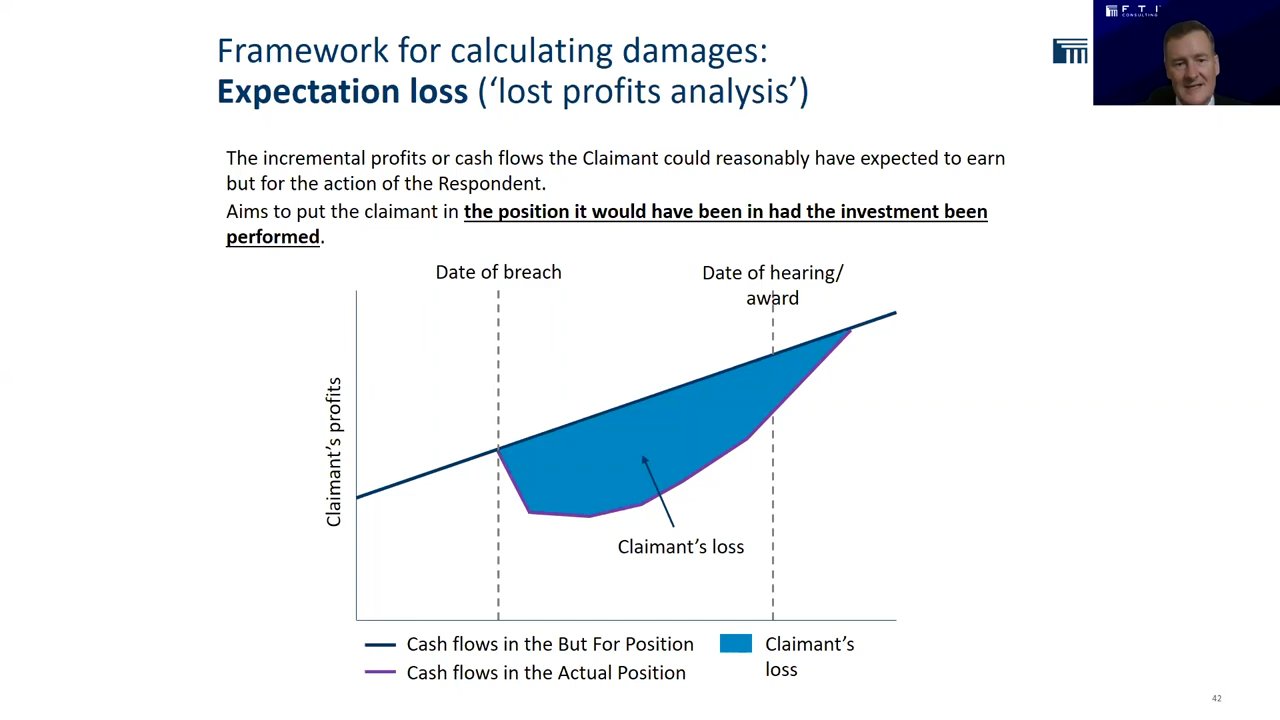 Framework for calculating damages:
Expectation loss (‘lost profits analysis’)
FTI
CONSULTING
The incremental profits or cash flows the Claimant could reasonably have expected to earn
but for the action of the Respondent.
Aims to put the claimant in the position it would have been in had the investment been
performed.
Date of breach
Date of hearing/
award
Claimant’s profits
Claimant’s loss
Cash flows in the But For Position
Cash flows in the Actual Position
Claimant’s
loss
42